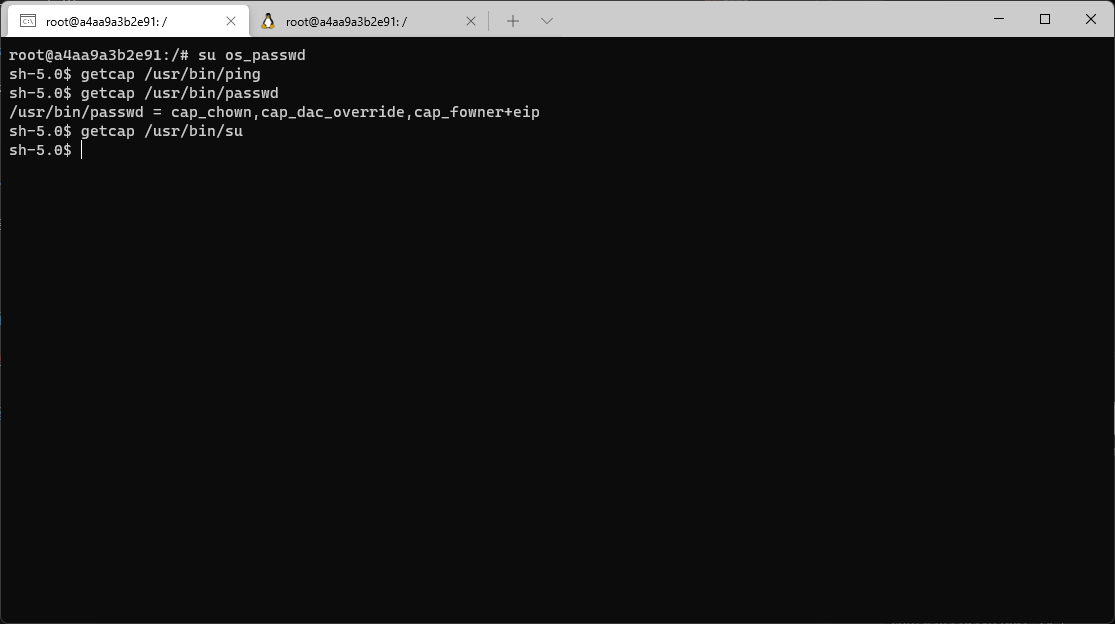 root@a4aa9a3b2e91: /
root@a4aa9a3b2e91: /
root@a4aa9a3b2e91:/# su os_passwd
sh-5.0$ getcap /usr/bin/ping
sh-5.0$ getcap /usr/bin/passwd
/usr/bin/passwd = cap_chown,cap_dac_override,cap_fowner+eip
sh-5.0$ getcap /usr/bin/su
sh-5.0$